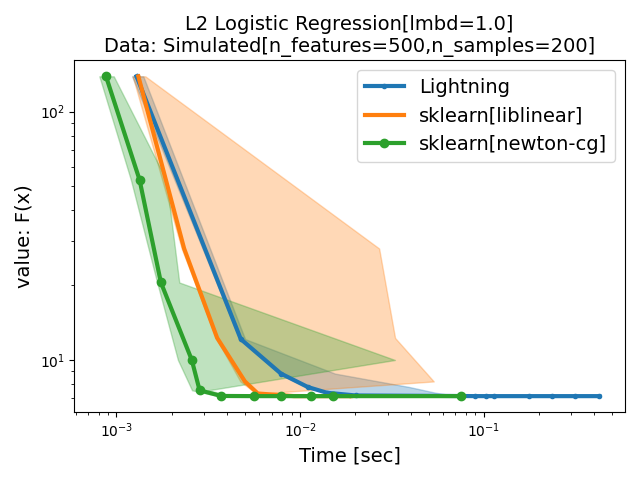 L2 Logistic Regression[lmbd=1.0]
Data: Simulated[n_features=500,n_samples=200]
Lightning
sklearn[liblinear]
sklearn[newton-cg]
value: F(x)
10²
10¹
10⁻³ 10⁻² 10⁻¹
Time [sec]